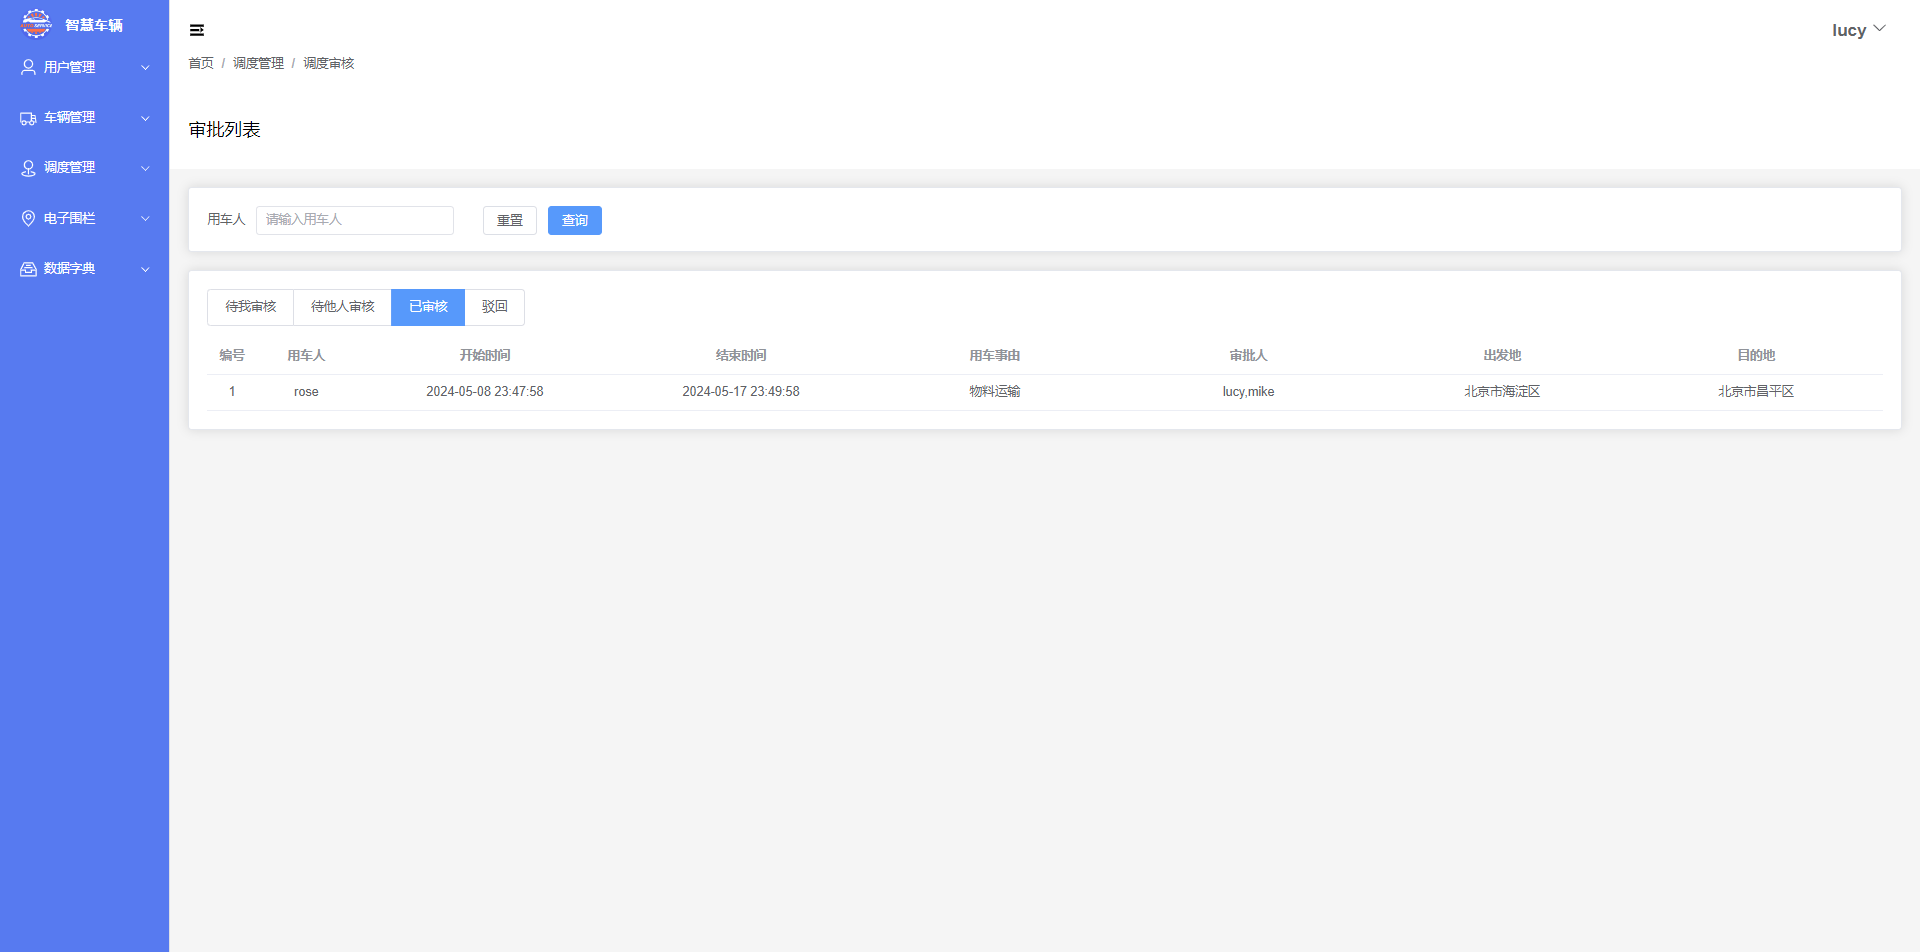 智慧车辆
用户管理
车辆管理
调度管理
电子围栏
数据字典
lucy
首页 / 调度管理 / 调度审核
审批列表
用车人 请输入用车人 重置 查询
待我审核 待他人审核 已审核 驳回
编号 用车人 开始时间 结束时间 用车事由 审批人 出发地 目的地
1 rose 2024-05-08 23:47:58 2024-05-17 23:49:58 物料运输 lucy,mike 北京市海淀区 北京市昌平区